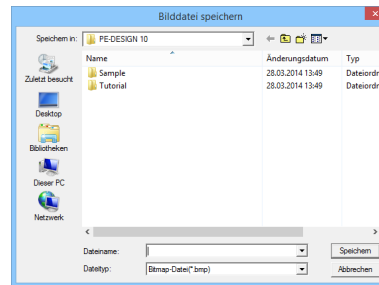 Bilddatei speichern
Speichern in: PE-DESIGN 10
Name Änderungsdatum Typ
Sample 28.03.2014 13:49 Dateiordn
Tutorial 28.03.2014 13:49 Dateiordn
Zuletzt besucht
Desktop
Bibliotheken
Dieser PC
Netzwerk
Dateiname: Speichern
Dateityp: Bitmap-Datei(*.bmp) Abbrechen